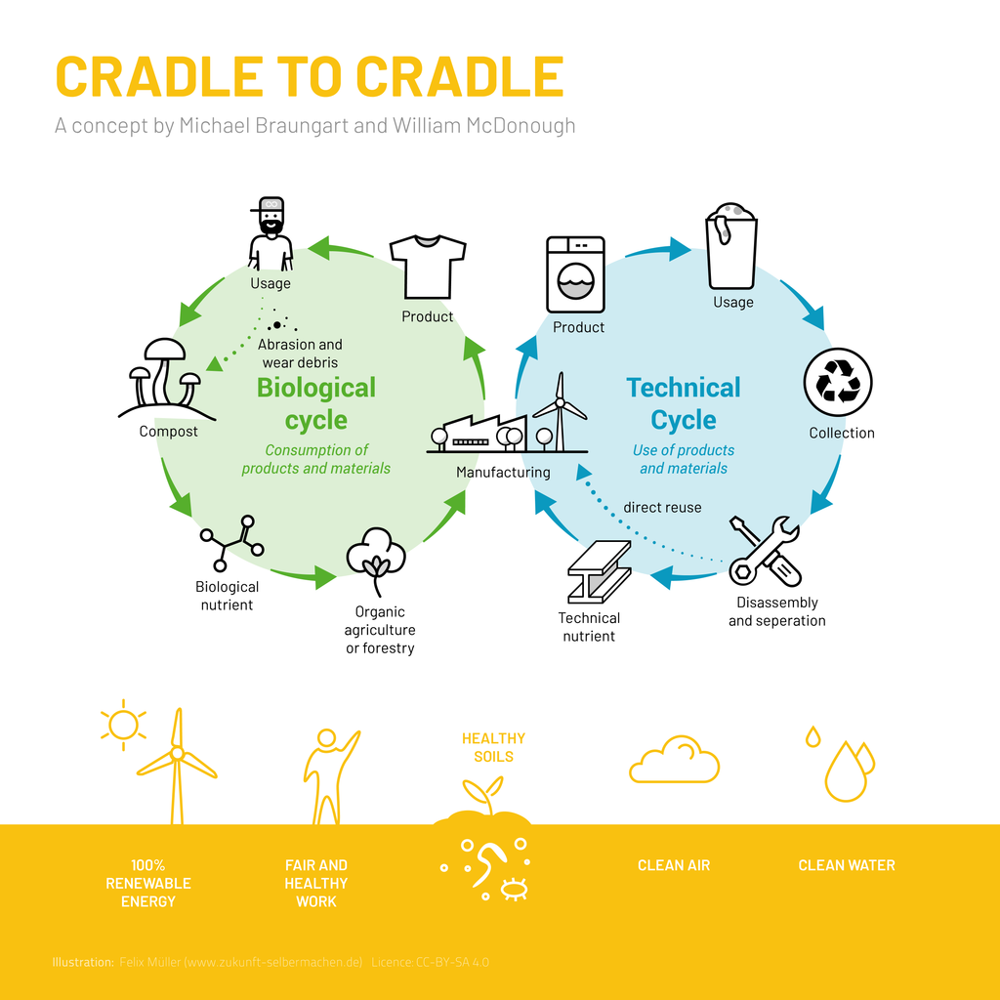 CRADLE TO CRADLE
A concept by Michael Braungart and William McDonough
Usage
Product
Abrasion and
wear debris
Biological
cycle
Consumption of
products and materials
Compost
Biological
nutrient
Organic
agriculture
or forestry
Manufacturing
Product
Usage
Technical
Cycle
Use of products
and materials
Collection
direct reuse
Disassembly
and seperation
Technical
nutrient
HEALTHY
SOILS
100%
RENEWABLE
ENERGY
FAIR AND
HEALTHY
WORK
CLEAN AIR
CLEAN WATER
Illustration: Felix Müller (www.zukunft-selbermachen.de) Licence: CC-BY-SA 4.0